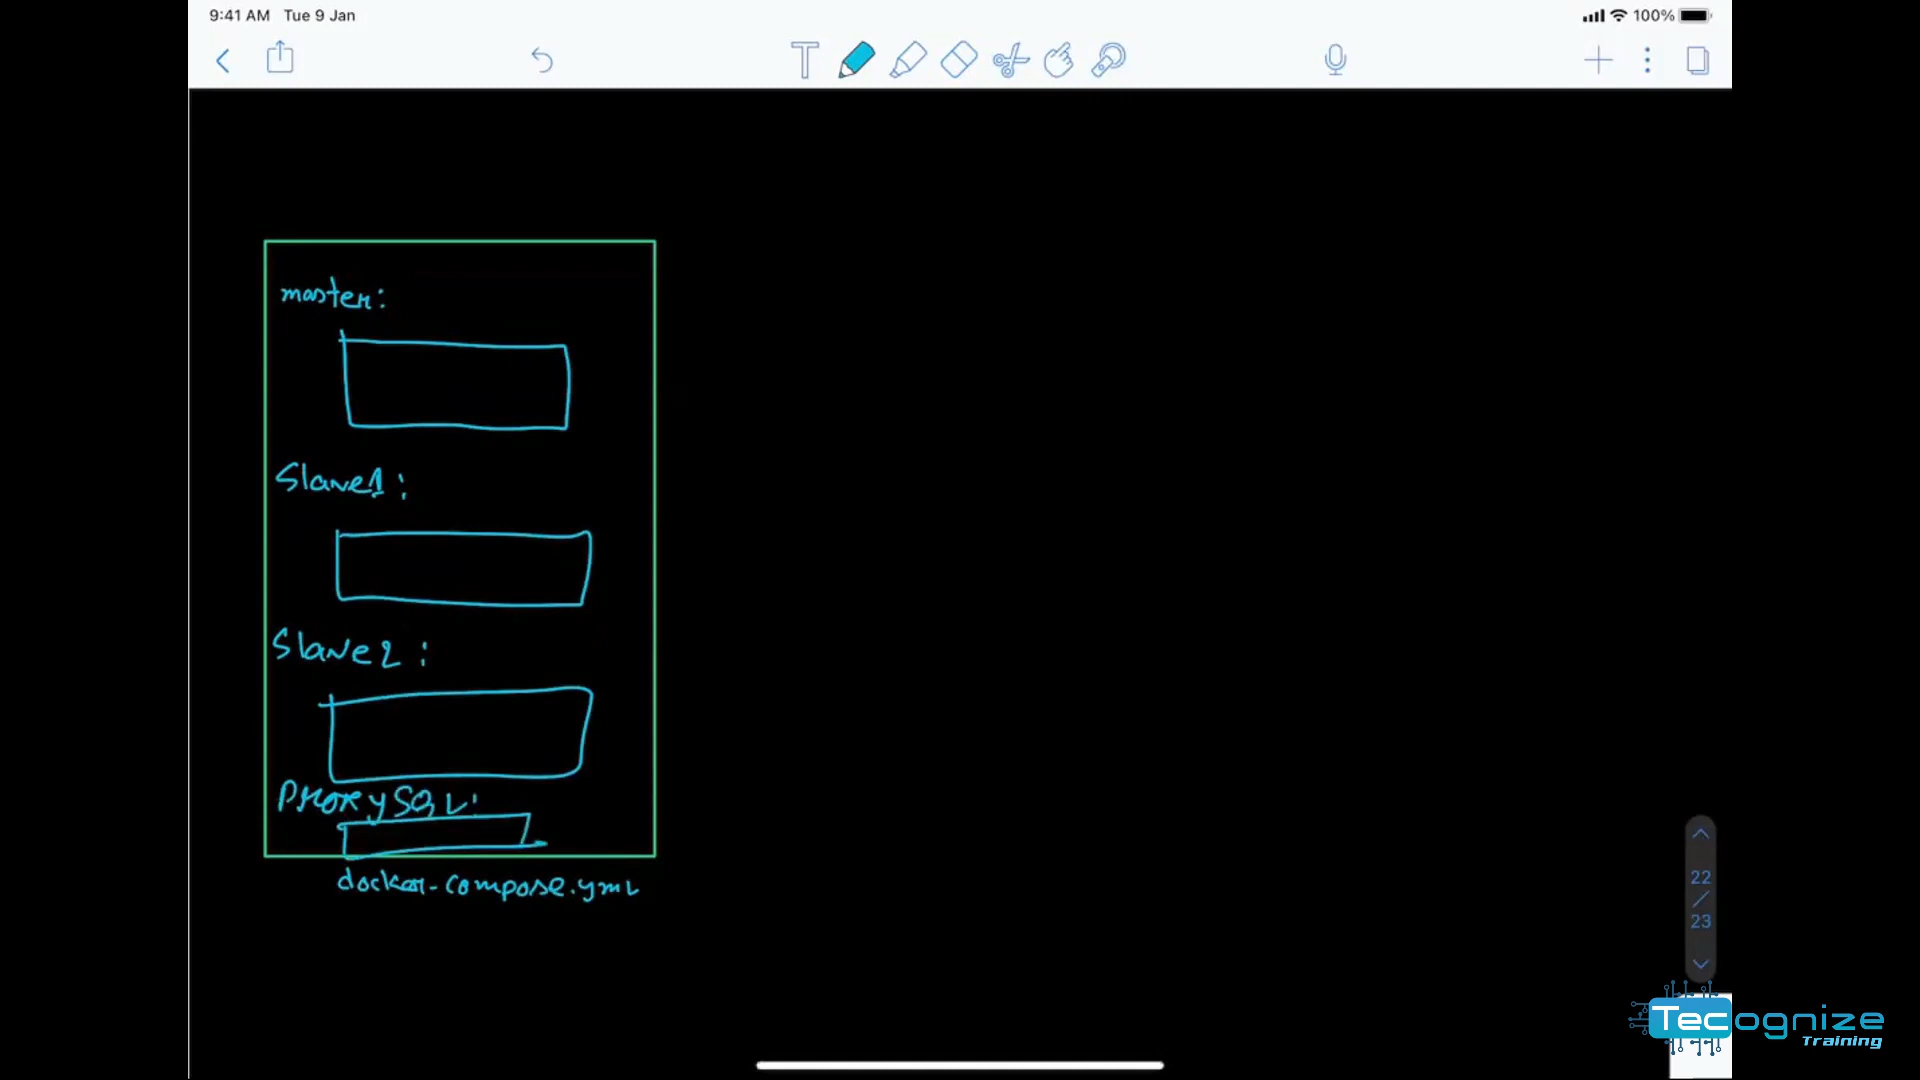 9:41 AM Tue 9 Jan
100%
T
master:
Slave1:
Slave2:
ProxySQL:
docker-compose.yml
22
/
23
Tecognize
Training